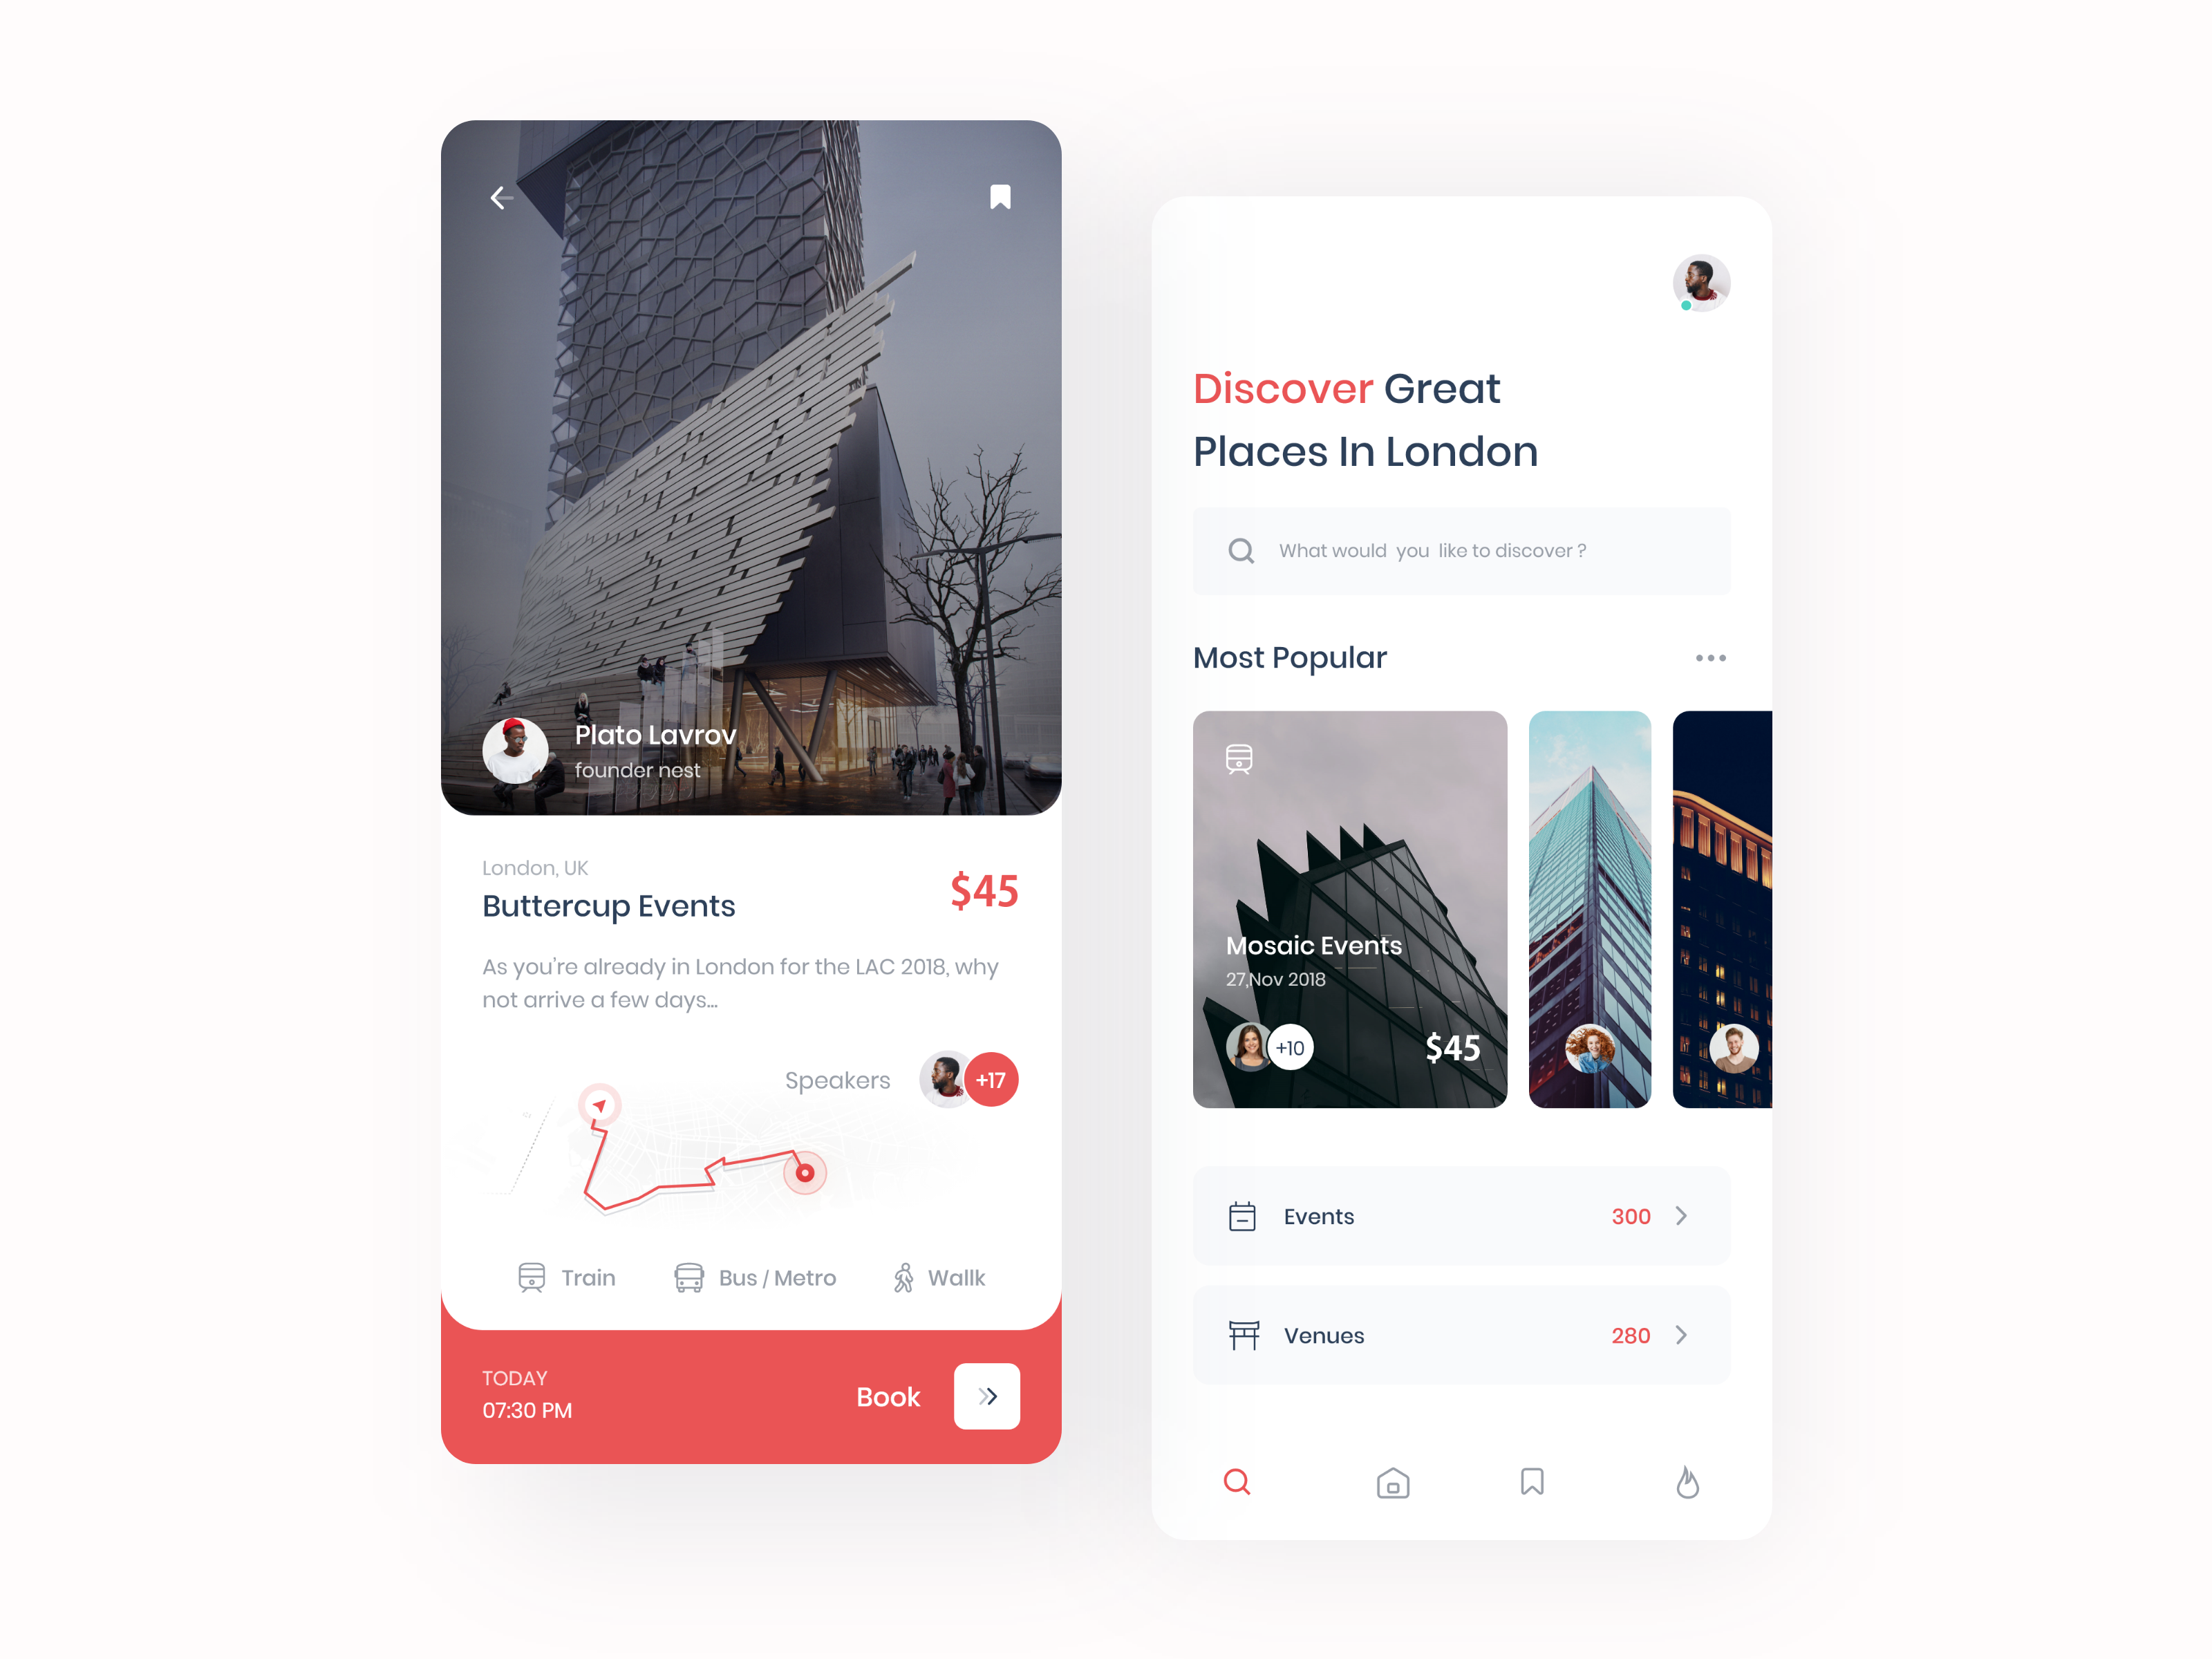 Plato Lavrov
founder nest
London, UK
Buttercup Events
$45
As you’re already in London for the LAC 2018, why
not arrive a few days...
Speakers
+17
Train
Bus / Metro
Wallk
TODAY
07:30 PM
Book
Discover Great
Places In London
What would  you  like to discover ?
Most Popular
Mosaic Events
27,Nov 2018
+10
$45
Events
300
Venues
280